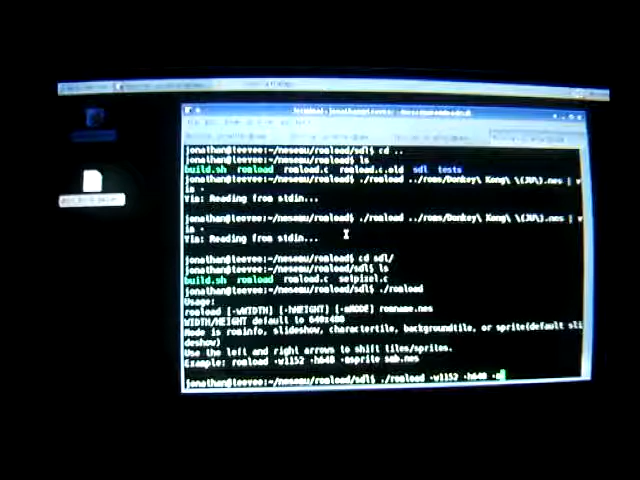 jonathan@teevee:~/nesemu/romload/sdl$ cd ..
jonathan@teevee:~/nesemu/romload$ ls
build.sh romload romload.c romload.c.old sdl tests
jonathan@teevee:~/nesemu/romload$ ./romload ../roms/Donkey\ Kong\ \(JU\).nes | v
im -
Vim: Reading from stdin...
jonathan@teevee:~/nesemu/romload$ ./romload ../roms/Donkey\ Kong\ \(JU\).nes | v
im -
Vim: Reading from stdin...
jonathan@teevee:~/nesemu/romload$ cd sdl/
jonathan@teevee:~/nesemu/romload/sdl$ ls
build.sh romload romload.c setpixel.c
jonathan@teevee:~/nesemu/romload/sdl$ ./romload
Usage:
romload [-wWIDTH] [-hHEIGHT] [-mMODE] romname.nes
WIDTH/HEIGHT default to 640x480
Mode is rominfo, slideshow, charactertile, backgroundtile, or sprite(default sli
deshow)
Use the left and right arrows to shift tiles/sprites.
Example: romload -w1152 -h648 -msprite smb.nes
jonathan@teevee:~/nesemu/romload/sdl$ ./romload -w1152 -h648 -m